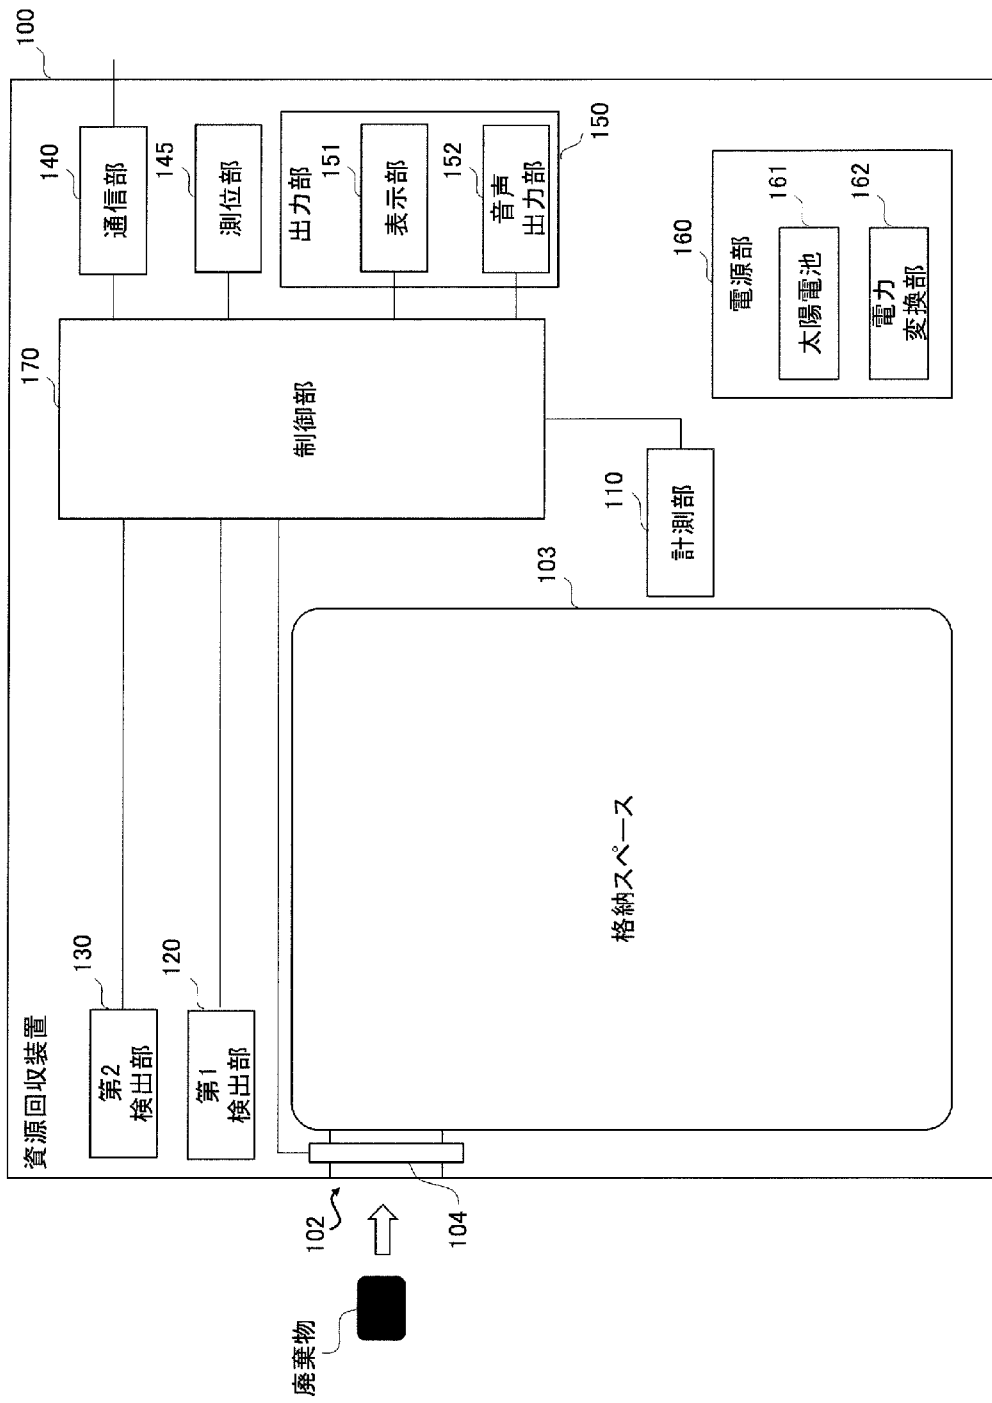 100
資源回収装置
170
140
通信部
145
測位部
130
第2
検出部
120
第1
検出部
制御部
出力部
151
表示部
152
音声
出力部
150
102
104
廃棄物
103
格納スペース
110
計測部
160
電源部
161
太陽電池
162
電力
変換部